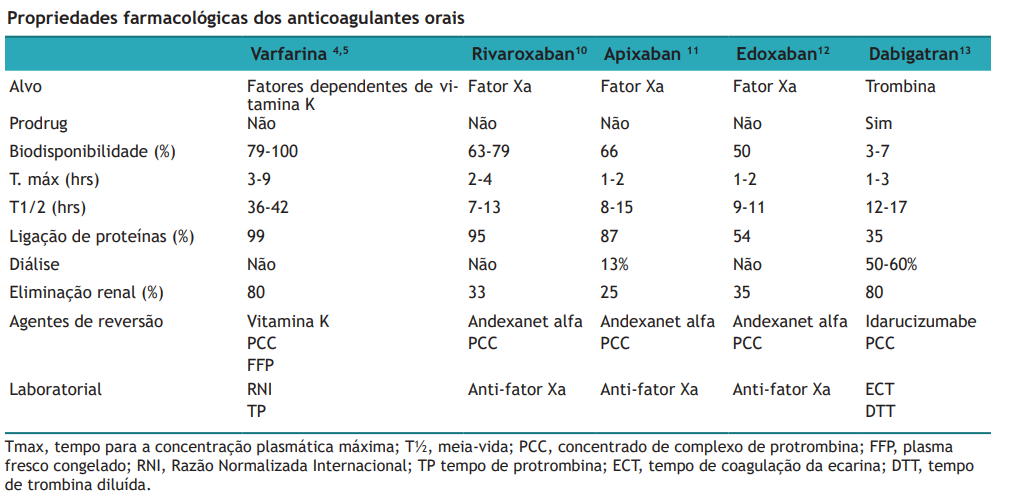 Propriedades farmacológicas dos anticoagulantes orais
Varfarina 4,5 Rivaroxaban10 Apixaban 11 Edoxaban12 Dabigatran13
Alvo Fatores dependentes de vi- Fator Xa Fator Xa Fator Xa Trombina
tamina K
Prodrug Não Não Não Não Sim
Biodisponibilidade (%) 79-100 63-79 66 50 3-7
T. máx (hrs) 3-9 2-4 1-2 1-2 1-3
T1/2 (hrs) 36-42 7-13 8-15 9-11 12-17
Ligação de proteínas (%) 99 95 87 54 35
Diálise Não Não 13% Não 50-60%
Eliminação renal (%) 80 33 25 35 80
Agentes de reversão Vitamina K Andexanet alfa Andexanet alfa Andexanet alfa Idarucizumabe
PCC PCC PCC PCC PCC
FFP
Laboratorial RNI Anti-fator Xa Anti-fator Xa Anti-fator Xa ECT
TP DTT
Tmax, tempo para a concentração plasmática máxima; T½, meia-vida; PCC, concentrado de complexo de protrombina; FFP, plasma
fresco congelado; RNI, Razão Normalizada Internacional; TP tempo de protrombina; ECT, tempo de coagulação da ecarina; DTT, tempo
de trombina diluída.